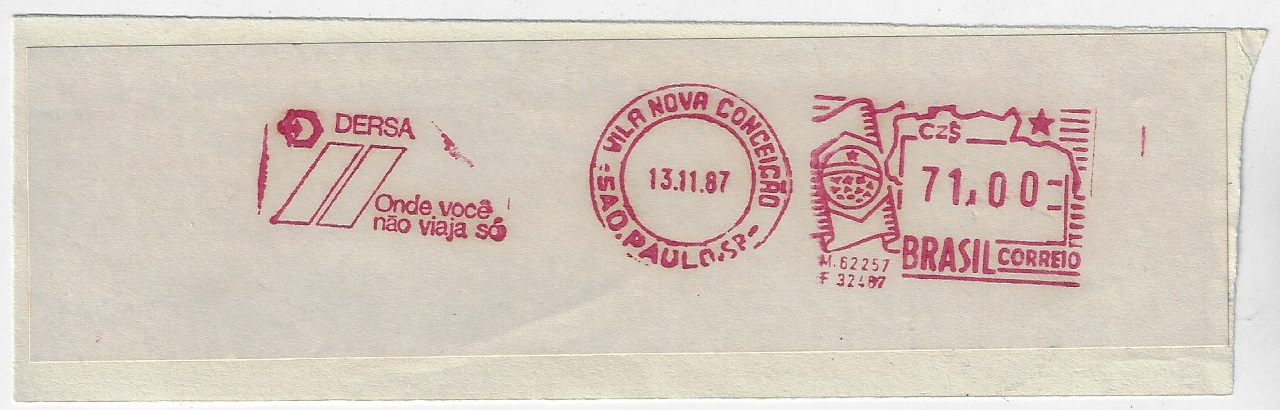 DERSA
Onde você
não viaja só
VILA NOVA CONCEIÇÃO
13.11.87
SAO.PAULO.SP
CZ$
71,00
M.62257
BRASIL CORREIO